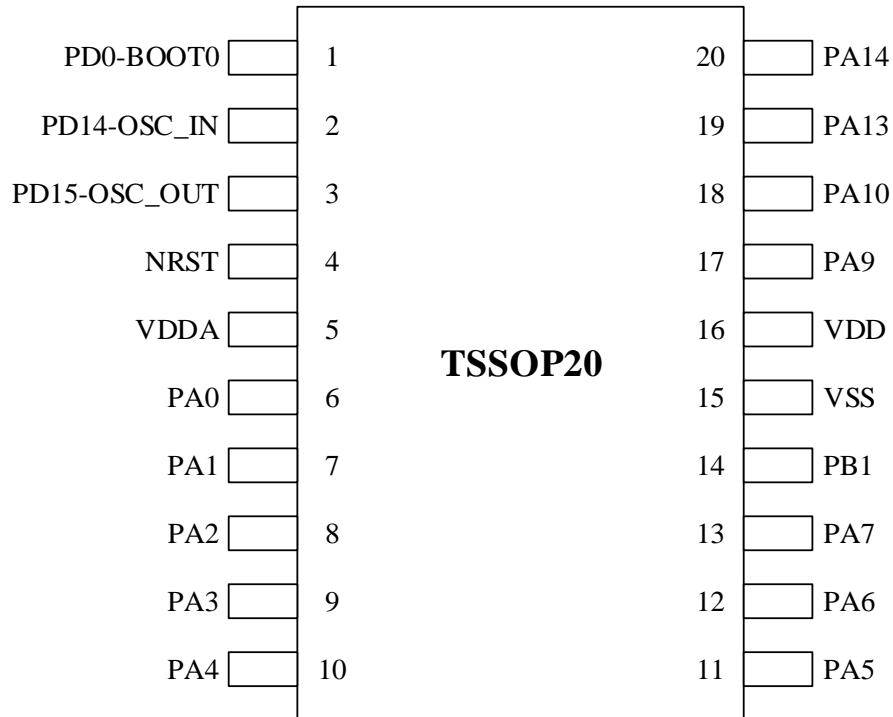 PD0-BOOT0 1 20 PA14
PD14-OSC_IN 2 19 PA13
PD15-OSC_OUT 3 18 PA10
NRST 4 17 PA9
VDDA 5 16 VDD
TSSOP20
PA0 6 15 VSS
PA1 7 14 PB1
PA2 8 13 PA7
PA3 9 12 PA6
PA4 10 11 PA5